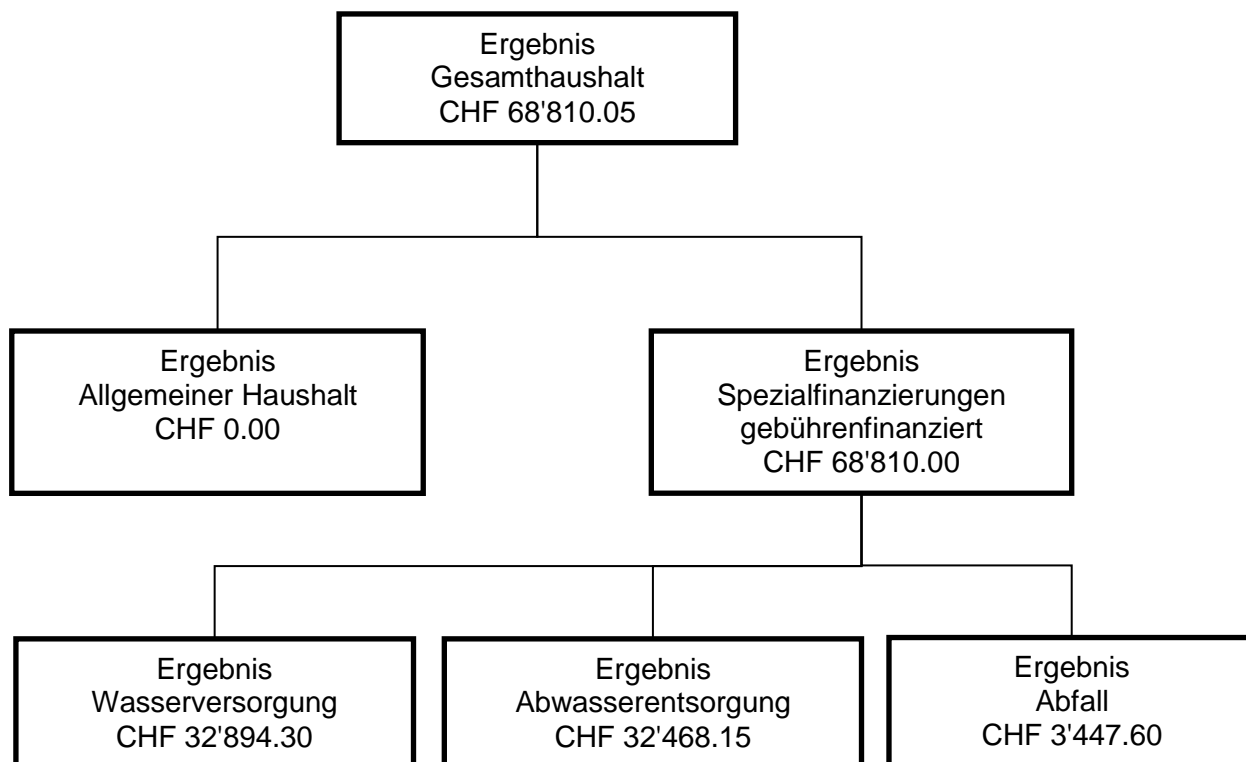 Ergebnis
Gesamthaushalt
CHF 68'810.05
Ergebnis
Allgemeiner Haushalt
CHF 0.00
Ergebnis
Spezialfinanzierungen
gebührenfinanziert
CHF 68'810.00
Ergebnis
Wasserversorgung
CHF 32'894.30
Ergebnis
Abwasserentsorgung
CHF 32'468.15
Ergebnis
Abfall
CHF 3'447.60